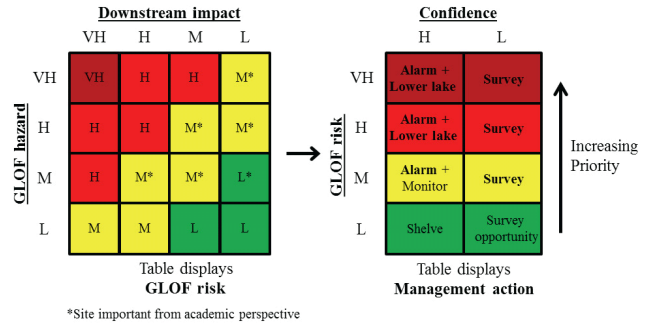 Downstream impact
VH H M L
GLOF hazard
VH VH H H M*
H H H M* M*
M H M* M* L*
L M M L L
Table displays
GLOF risk
*Site important from academic perspective
Confidence
H L
GLOF risk
VH Alarm + Survey
Lower lake
H Alarm + Survey
Lower lake
M Alarm + Survey
Monitor
L Shelve Survey
opportunity
Table displays
Management action
Increasing
Priority